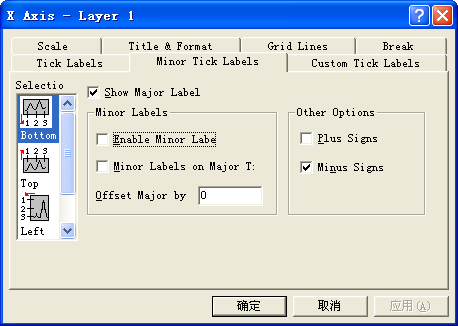 X Axis - Layer 1
Scale
Title & Format
Grid Lines
Break
Tick Labels
Minor Tick Labels
Custom Tick Labels
Selectio
Show Major Label
1 2 3
Bottom
1 2 3
Top
3
2
1
Left
Minor Labels
Enable Minor Labe
Minor Labels on Major T:
Offset Major by 0
Other Options
Plus Signs
Minus Signs
确定
取消
应用(A)